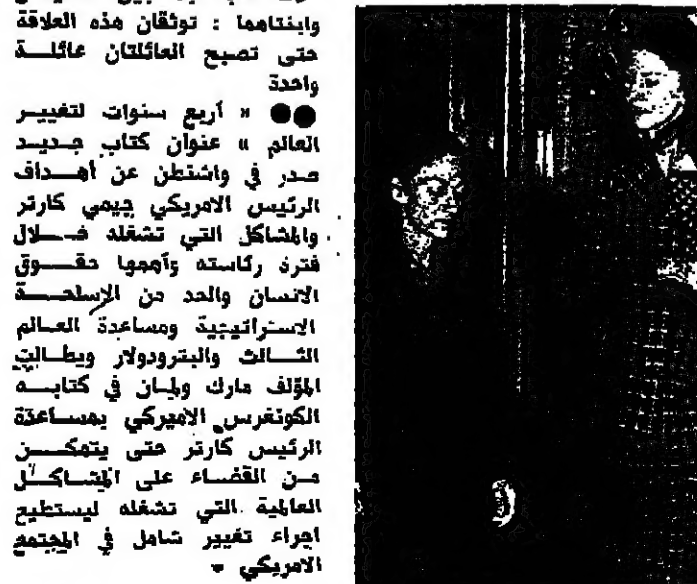 وابنتاهما : توثقان هذه العلاقة
حتى تصبح العائلتان عائلة
واحدة
●● « أربع سنوات لتغيير
العالم » عنوان كتاب جديد
صدر في واشنطن عن أهداف
الرئيس الامريكي جيمي كارتر
والمشاكل التي تشغله خلال
فترة رئاسته وأهمها حقوق
الانسان والحد من الاسلحة
الاستراتيجية ومساعدة العالم
الثالث والبترودولار ويطالب
المؤلف مارك ولمان في كتابه
الكونغرس الاميركي بمساعدة
الرئيس كارتر حتى يتمكن
من القضاء على المشاكل
العالمية التي تشغله ليستطيع
اجراء تغيير شامل في المجتمع
الامريكي